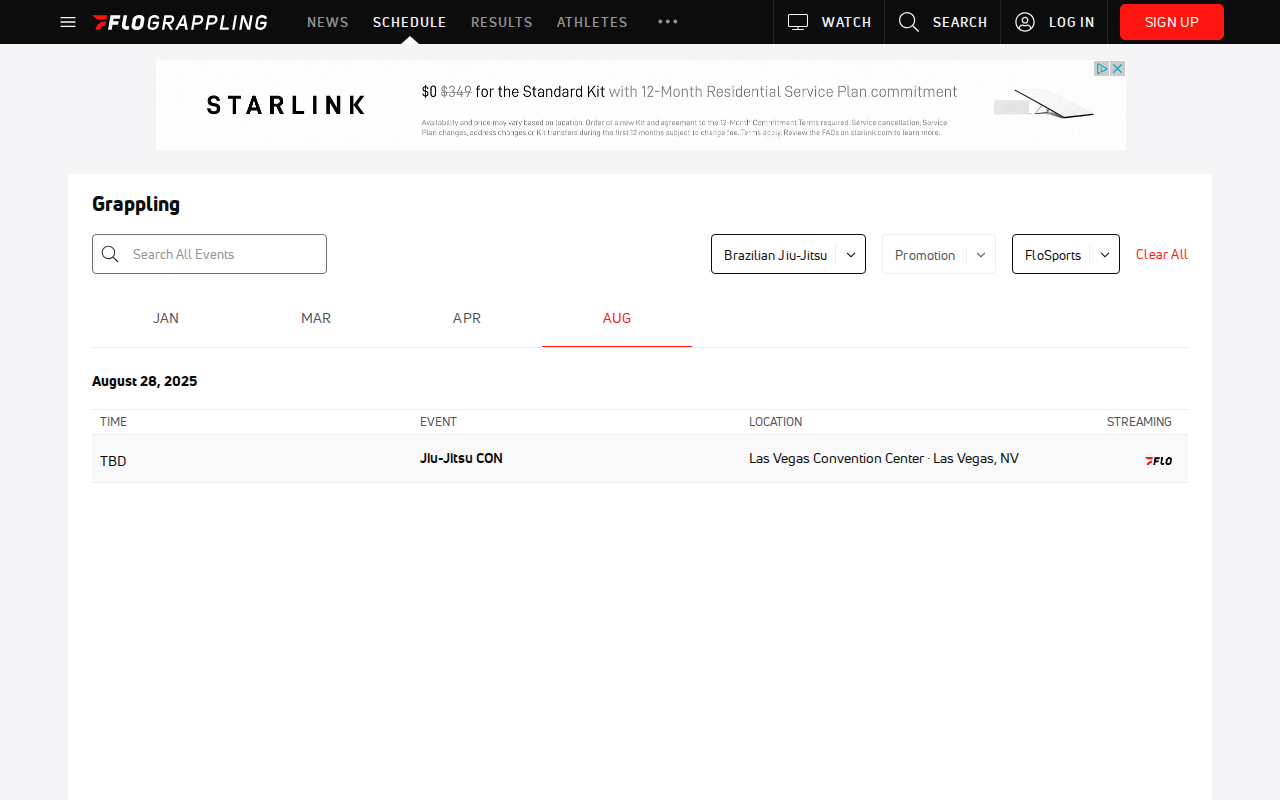 FLOGRAPPLING NEWS SCHEDULE RESULTS ATHLETES WATCH SEARCH LOG IN SIGN UP
STARLINK
$0 $349 for the Standard Kit with 12-Month Residential Service Plan commitment
Availability and price may vary based on location. Order of a new Kit and agreement to the 12-Month Commitment Terms required. Service cancellation, Service
Plan changes, address changes or Kit transfers during the first 12 months subject to change fee. Terms apply. Review the FAQs on starlink.com to learn more.
Grappling
Search All Events Brazilian Jiu-Jitsu Promotion FloSports Clear All
JAN MAR APR AUG
August 28, 2025
TIME EVENT LOCATION STREAMING
TBD Jiu-Jitsu CON Las Vegas Convention Center · Las Vegas, NV FLO